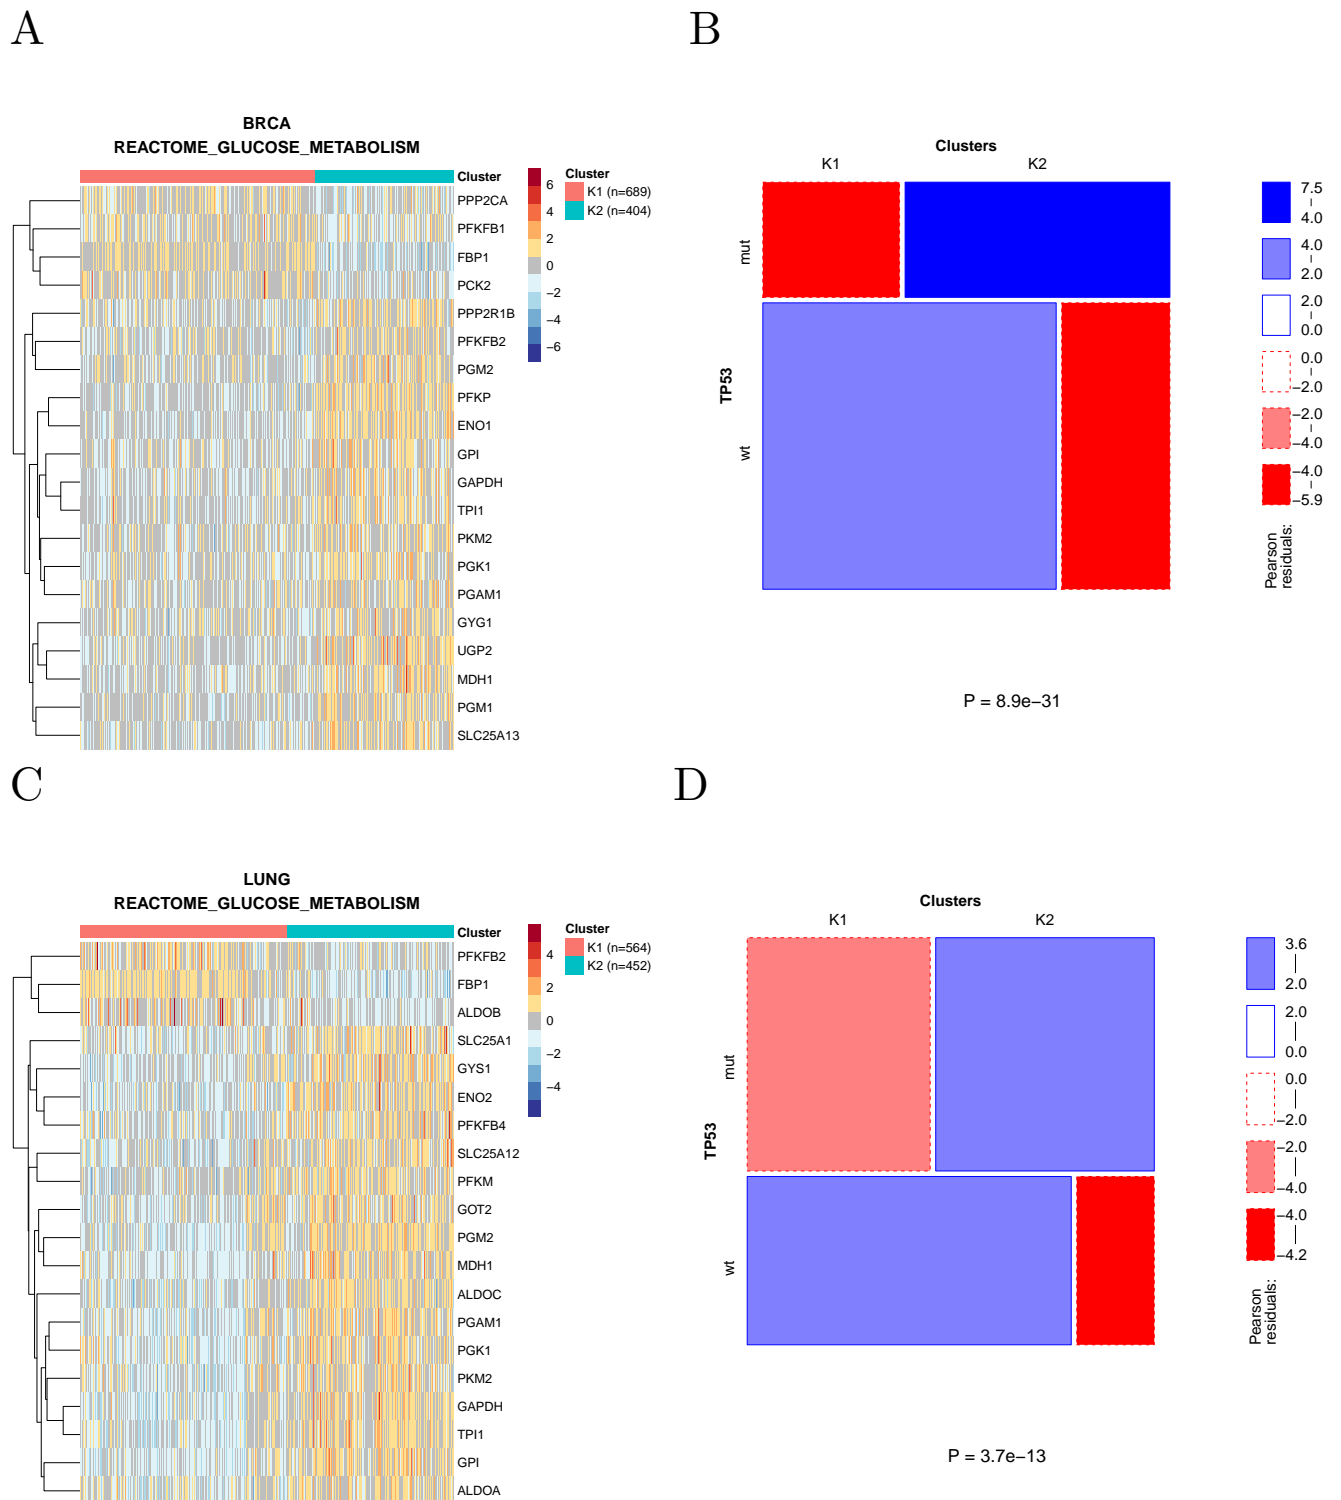 A
B
BRCA
REACTOME_GLUCOSE_METABOLISM
Cluster
PPP2CA
PFKFB1
FBP1
PCK2
PPP2R1B
PFKFB2
PGM2
PFKP
ENO1
GPI
GAPDH
TPI1
PKM2
PGK1
PGAM1
GYG1
UGP2
MDH1
PGM1
SLC25A13
6
4
2
0
−2
−4
−6
Cluster
K1 (n=689)
K2 (n=404)
Clusters
K1 K2
TP53
mut
wt
7.5
4.0
4.0
2.0
2.0
0.0
0.0
−2.0
−2.0
−4.0
−4.0
−5.9
Pearson
residuals:
P = 8.9e−31
C
D
LUNG
REACTOME_GLUCOSE_METABOLISM
Cluster
PFKFB2
FBP1
ALDOB
SLC25A1
GYS1
ENO2
PFKFB4
SLC25A12
PFKM
GOT2
PGM2
MDH1
ALDOC
PGAM1
PGK1
PKM2
GAPDH
TPI1
GPI
ALDOA
4
2
0
−2
−4
Cluster
K1 (n=564)
K2 (n=452)
Clusters
K1 K2
TP53
mut
wt
3.6
2.0
2.0
0.0
0.0
−2.0
−2.0
−4.0
−4.0
−4.2
Pearson
residuals:
P = 3.7e−13